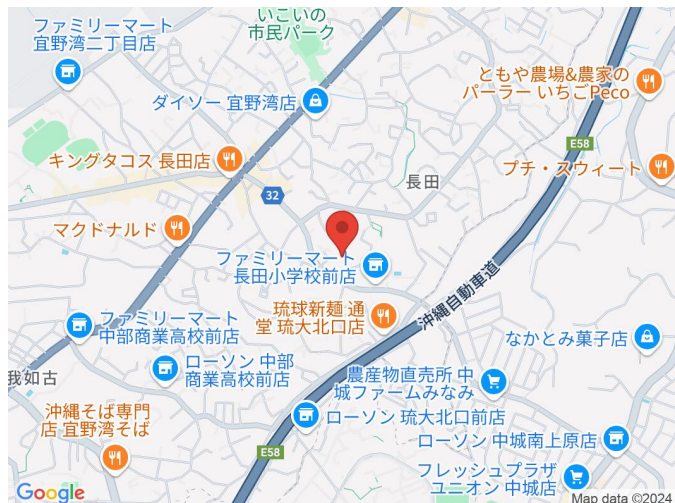 いこいの
市民パーク
ファミリーマート
宜野湾二丁目店
ダイソー 宜野湾店
ともや農場&農家の
パーラー いちごPeco
E58
キングタコス 長田店
プチ・スウィート
長田
32
マクドナルド
ファミリーマート
長田小学校前店
沖縄自動車道
琉球新麺 通
堂 琉大北口店
ファミリーマート
中部商業高校前店
なかとみ菓子店
ローソン 中部
商業高校前店
我如古
農産物直売所 中
城ファームみなみ
沖縄そば専門
店 宜野湾そば
ローソン 琉大北口前店
ローソン 中城南上原店
E58
フレッシュプラザ
ユニオン 中城店
Google
Map data ©2024